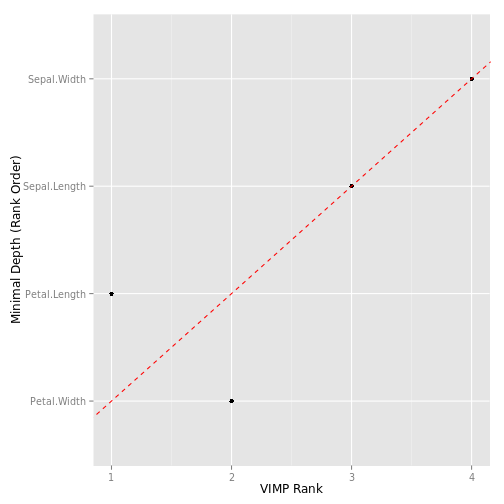 Minimal Depth (Rank Order)
Sepal.Width
Sepal.Length
Petal.Length
Petal.Width
1 2 3 4
VIMP Rank